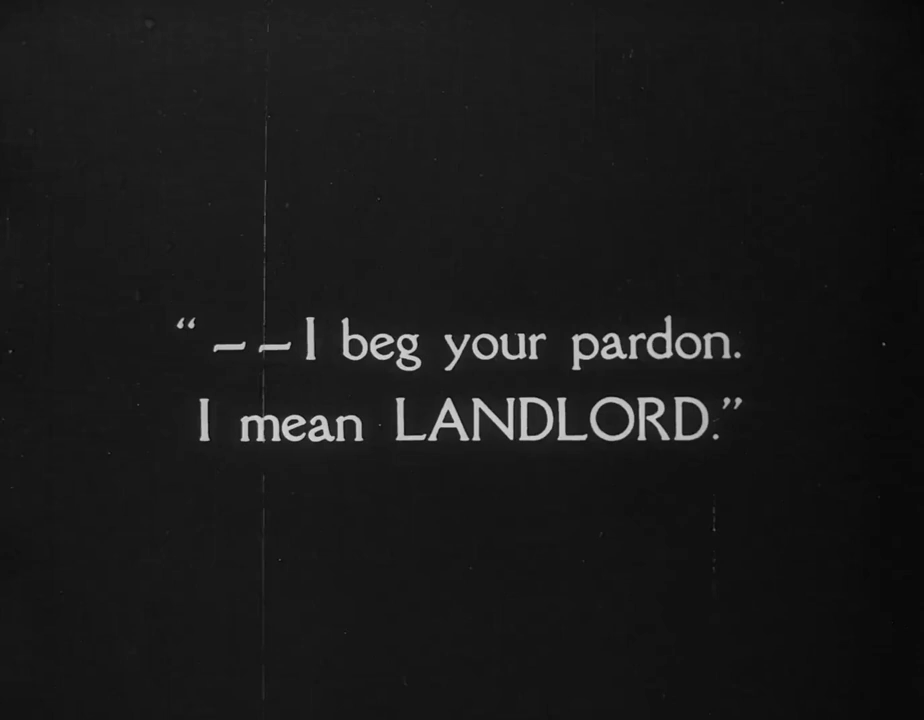 “ – – I beg your pardon.
I mean LANDLORD.”